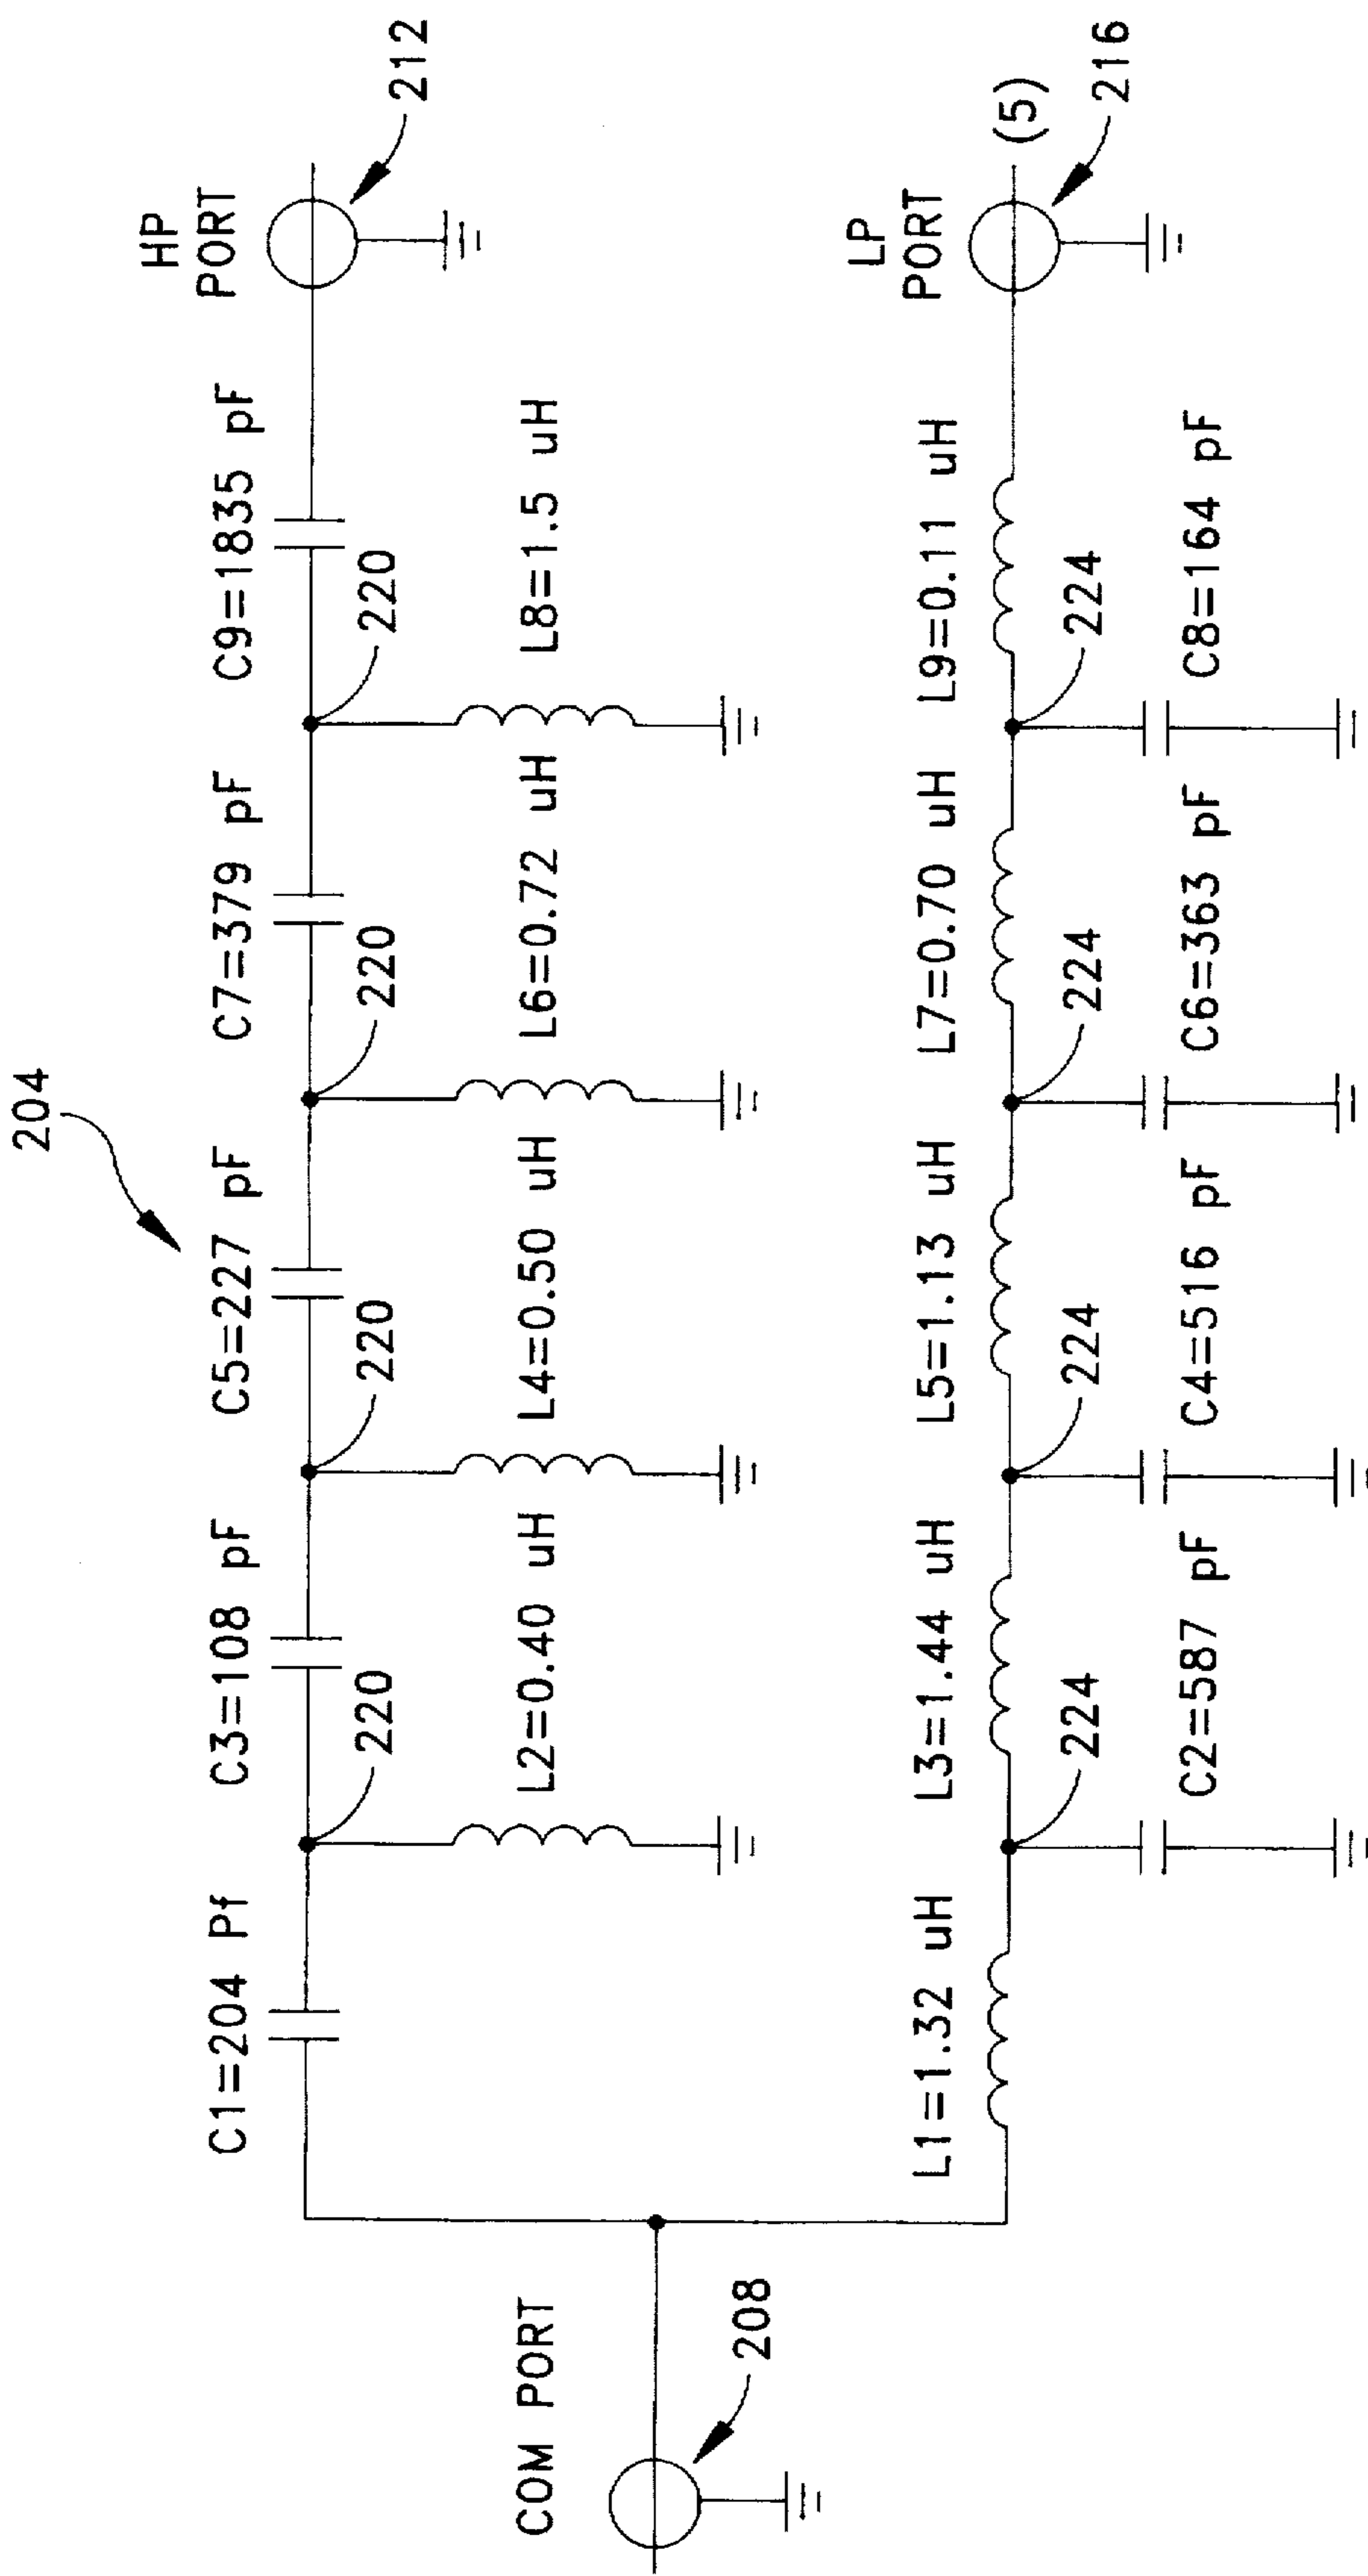 204
HP
PORT
212
C1=204 Pf
C3=108 pF
C5=227 pF
C7=379 pF
C9=1835 pF
220
220
220
220
L2=0.40 uH
L4=0.50 uH
L6=0.72 uH
L8=1.5 uH
COM PORT
208
LP
PORT
(5)
216
L1=1.32 uH
L3=1.44 uH
L5=1.13 uH
L7=0.70 uH
L9=0.11 uH
224
224
224
224
C2=587 pF
C4=516 pF
C6=363 pF
C8=164 pF